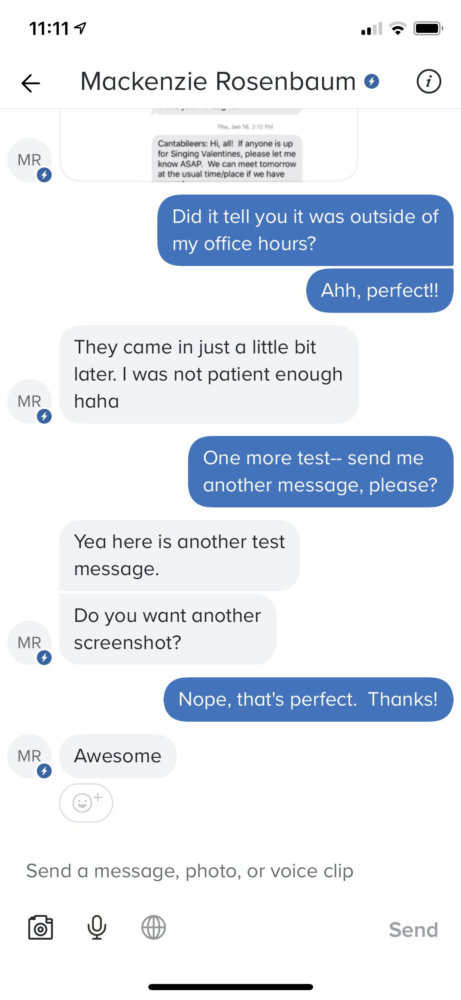 11:11
Mackenzie Rosenbaum
Thu, Jan 16, 2:12 PM
Cantabileers: Hi, all!  If anyone is up
for Singing Valentines, please let me
know ASAP.  We can meet tomorrow
at the usual time/place if we have
MR
Did it tell you it was outside of
my office hours?
Ahh, perfect!!
They came in just a little bit
later. I was not patient enough
haha
MR
One more test-- send me
another message, please?
Yea here is another test
message.
Do you want another
screenshot?
MR
Nope, that's perfect.  Thanks!
MR
Awesome
Send a message, photo, or voice clip
Send